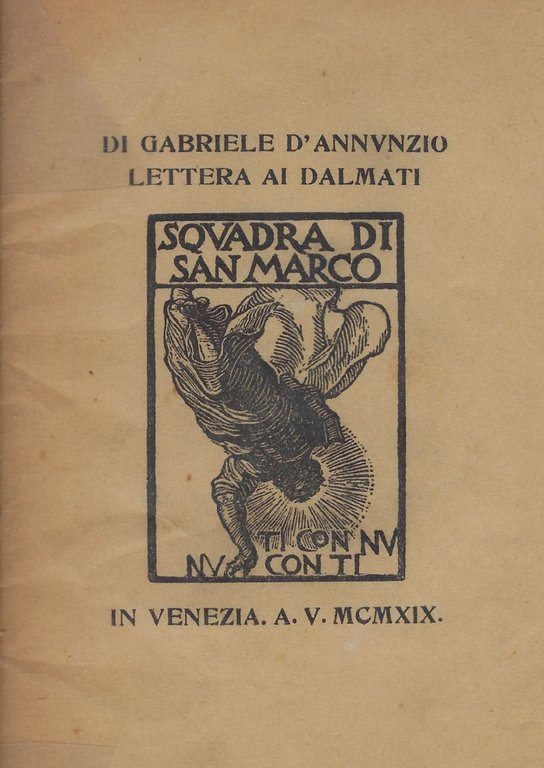 DI GABRIELE D'ANNVNZIO
LETTERA AI DALMATI
SQVADRA DI
SAN MARCO
TI CON NV
NV CON TI
IN VENEZIA. A. V. MCMXIX.